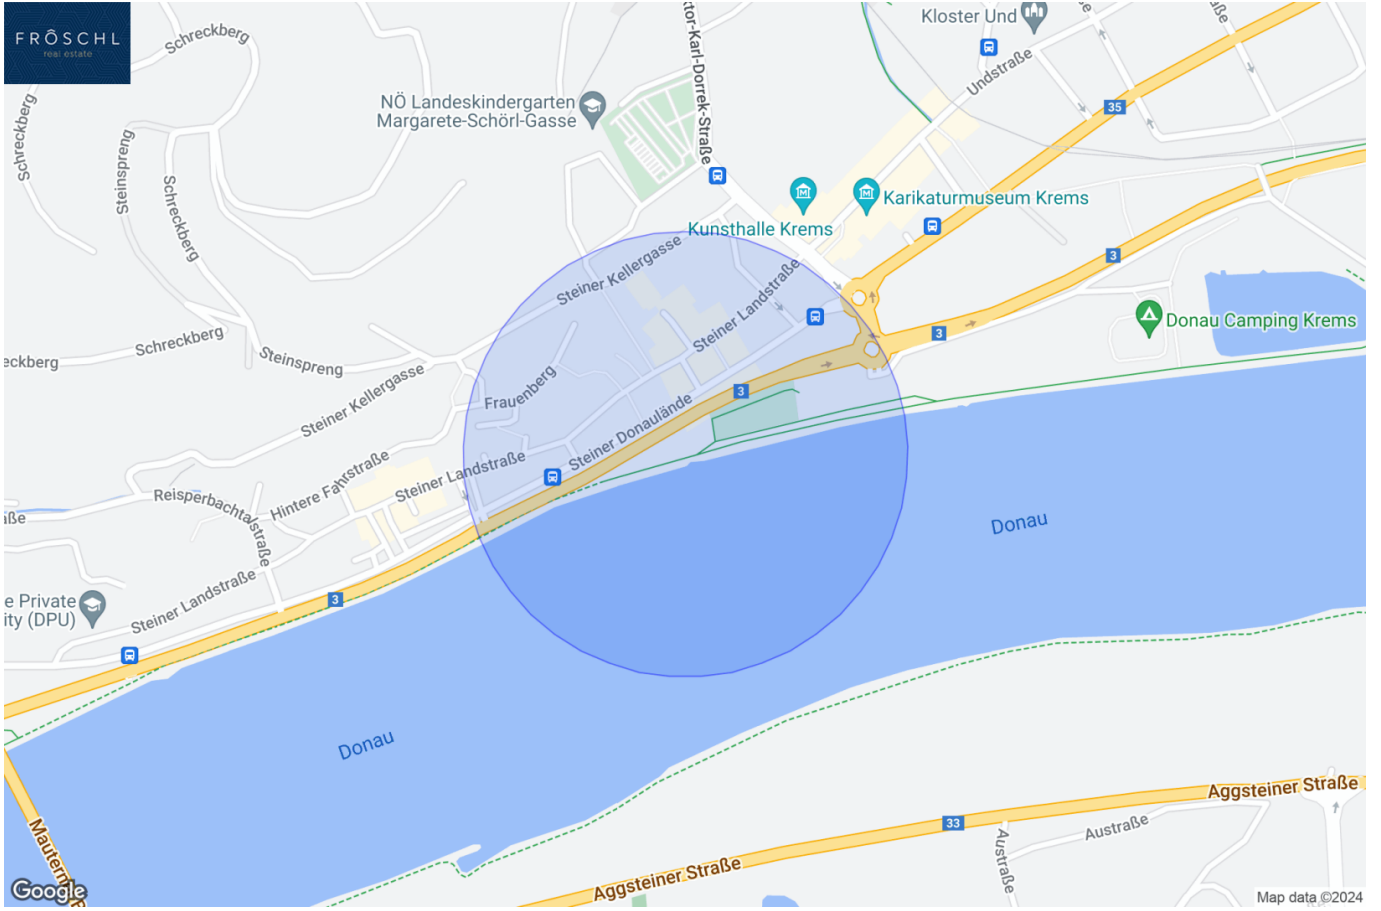 FRÔSCHL
real estate
Schreckberg
Kloster Und
Undstraße
NÖ Landeskindergarten
Margarete-Schörl-Gasse
35
Schreckberg
Steinspreng
Schreckberg
Karikaturmuseum Krems
Kunsthalle Krems
Steiner Kellergasse
3
Steiner Landstraße
Donau Camping Krems
3
Schreckberg
Steinspreng
Steiner Kellergasse
Frauenberg
3
Steiner Donaulände
Steiner Landstraße
Hintere Fahrstraße
Reisperbachtalstraße
Donau
Steiner Landstraße
3
e Private
ity (DPU)
Donau
Aggsteiner Straße
33
Austraße
Austraße
Aggsteiner Straße
Google
Map data ©2024